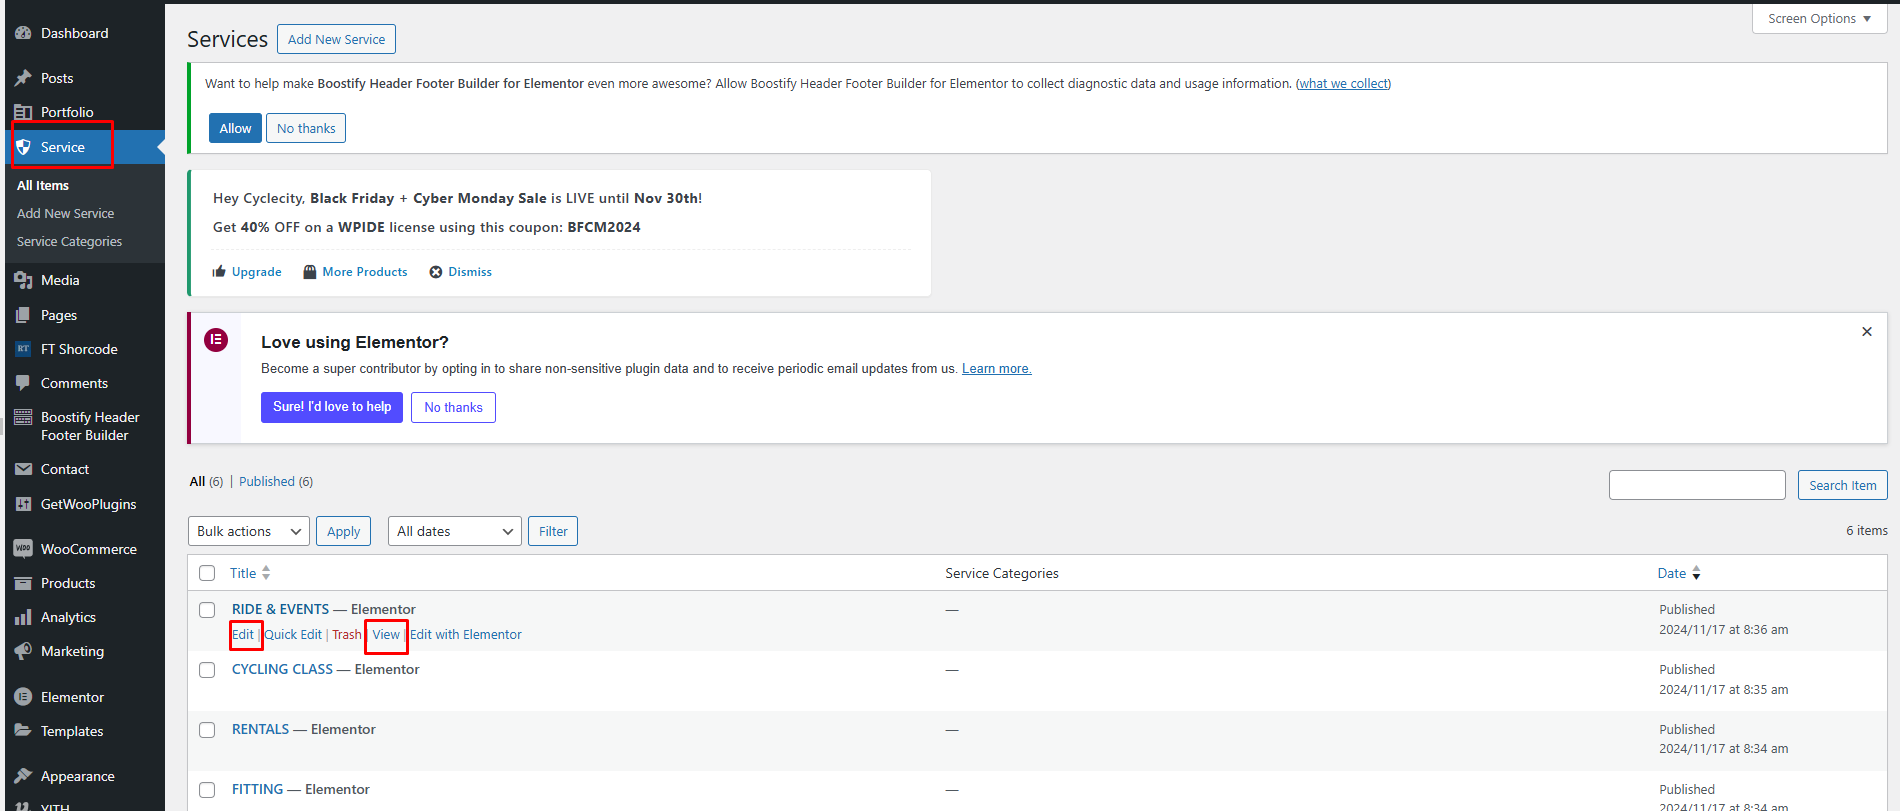 Screen Options
Dashboard
Posts
Portfolio
Service
All Items
Add New Service
Service Categories
Media
Pages
RT FT Shorcode
Comments
Boostify Header
Footer Builder
Contact
GetWooPlugins
WOO WooCommerce
Products
Analytics
Marketing
Elementor
Templates
Appearance
YITH
Services Add New Service
Want to help make Boostify Header Footer Builder for Elementor even more awesome? Allow Boostify Header Footer Builder for Elementor to collect diagnostic data and usage information. (what we collect)
Allow No thanks
Hey Cyclecity, Black Friday + Cyber Monday Sale is LIVE until Nov 30th!
Get 40% OFF on a WPIDE license using this coupon: BFCM2024
Upgrade More Products Dismiss
Love using Elementor?
Become a super contributor by opting in to share non-sensitive plugin data and to receive periodic email updates from us. Learn more.
Sure! I'd love to help No thanks
All (6) | Published (6)
Search Item
Bulk actions Apply All dates Filter 6 items
Title Service Categories Date
RIDE & EVENTS — Elementor — Published
Edit | Quick Edit | Trash | View | Edit with Elementor 2024/11/17 at 8:36 am
CYCLING CLASS — Elementor — Published
2024/11/17 at 8:35 am
RENTALS — Elementor — Published
2024/11/17 at 8:34 am
FITTING — Elementor — Published
2024/11/17 at 8:34 am